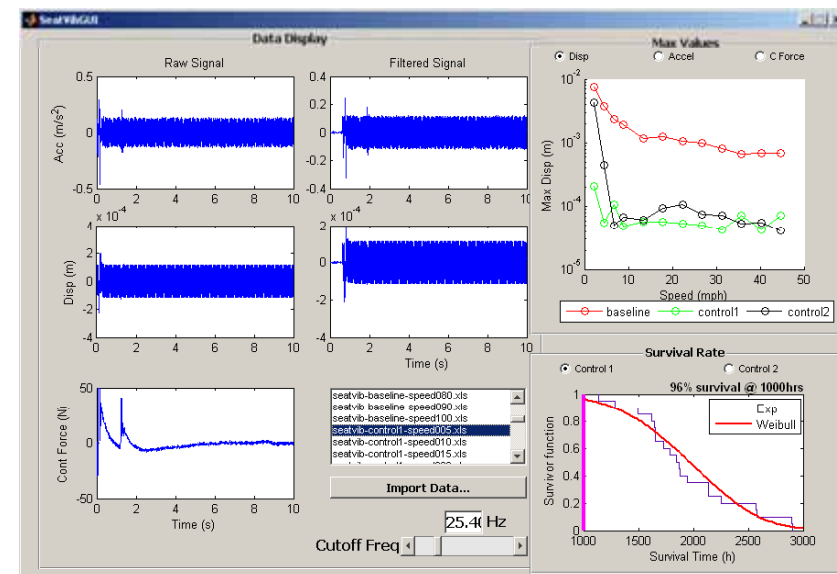 SeatVibGUI
Data Display
Raw Signal
0.5
0
-0.5
Acc (m/s²)
0 2 4 6 8 10
Filtered Signal
0.4
0.2
0
-0.2
-0.4
0 2 4 6 8 10
x 10⁻⁴
4
2
0
-2
-4
Disp (m)
0 2 4 6 8 10
x 10⁻⁴
2
0
-2
-4
0 2 4 6 8 10
Time (s)
50
0
-50
Cont Force (N)
0 2 4 6 8 10
Time (s)
seatvib-baseline-speed080.xls
seatvib-baseline-speed090.xls
seatvib-baseline-speed100.xls
seatvib-control1-speed005.xls
seatvib-control1-speed010.xls
seatvib-control1-speed015.xls
Import Data...
25.40 Hz
Cutoff Freq
Max Values
Disp Accel C Force
10⁻²
10⁻³
10⁻⁴
10⁻⁵
Max Disp (m)
0 10 20 30 40 50
Speed (mph)
baseline control1 control2
Survival Rate
Control 1 Control 2
96% survival @ 1000hrs
1
0.8
0.6
0.4
0.2
0
Survivor function
Exp
Weibull
1000 1500 2000 2500 3000
Survival Time (h)